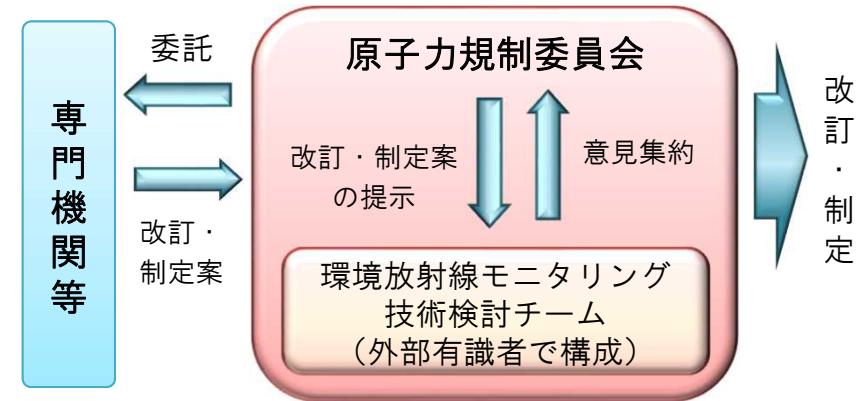 専門機関等
委託
改訂・
制定案
原子力規制委員会
改訂・制定案
の提示
意見集約
環境放射線モニタリング
技術検討チーム
（外部有識者で構成）
改訂・制定